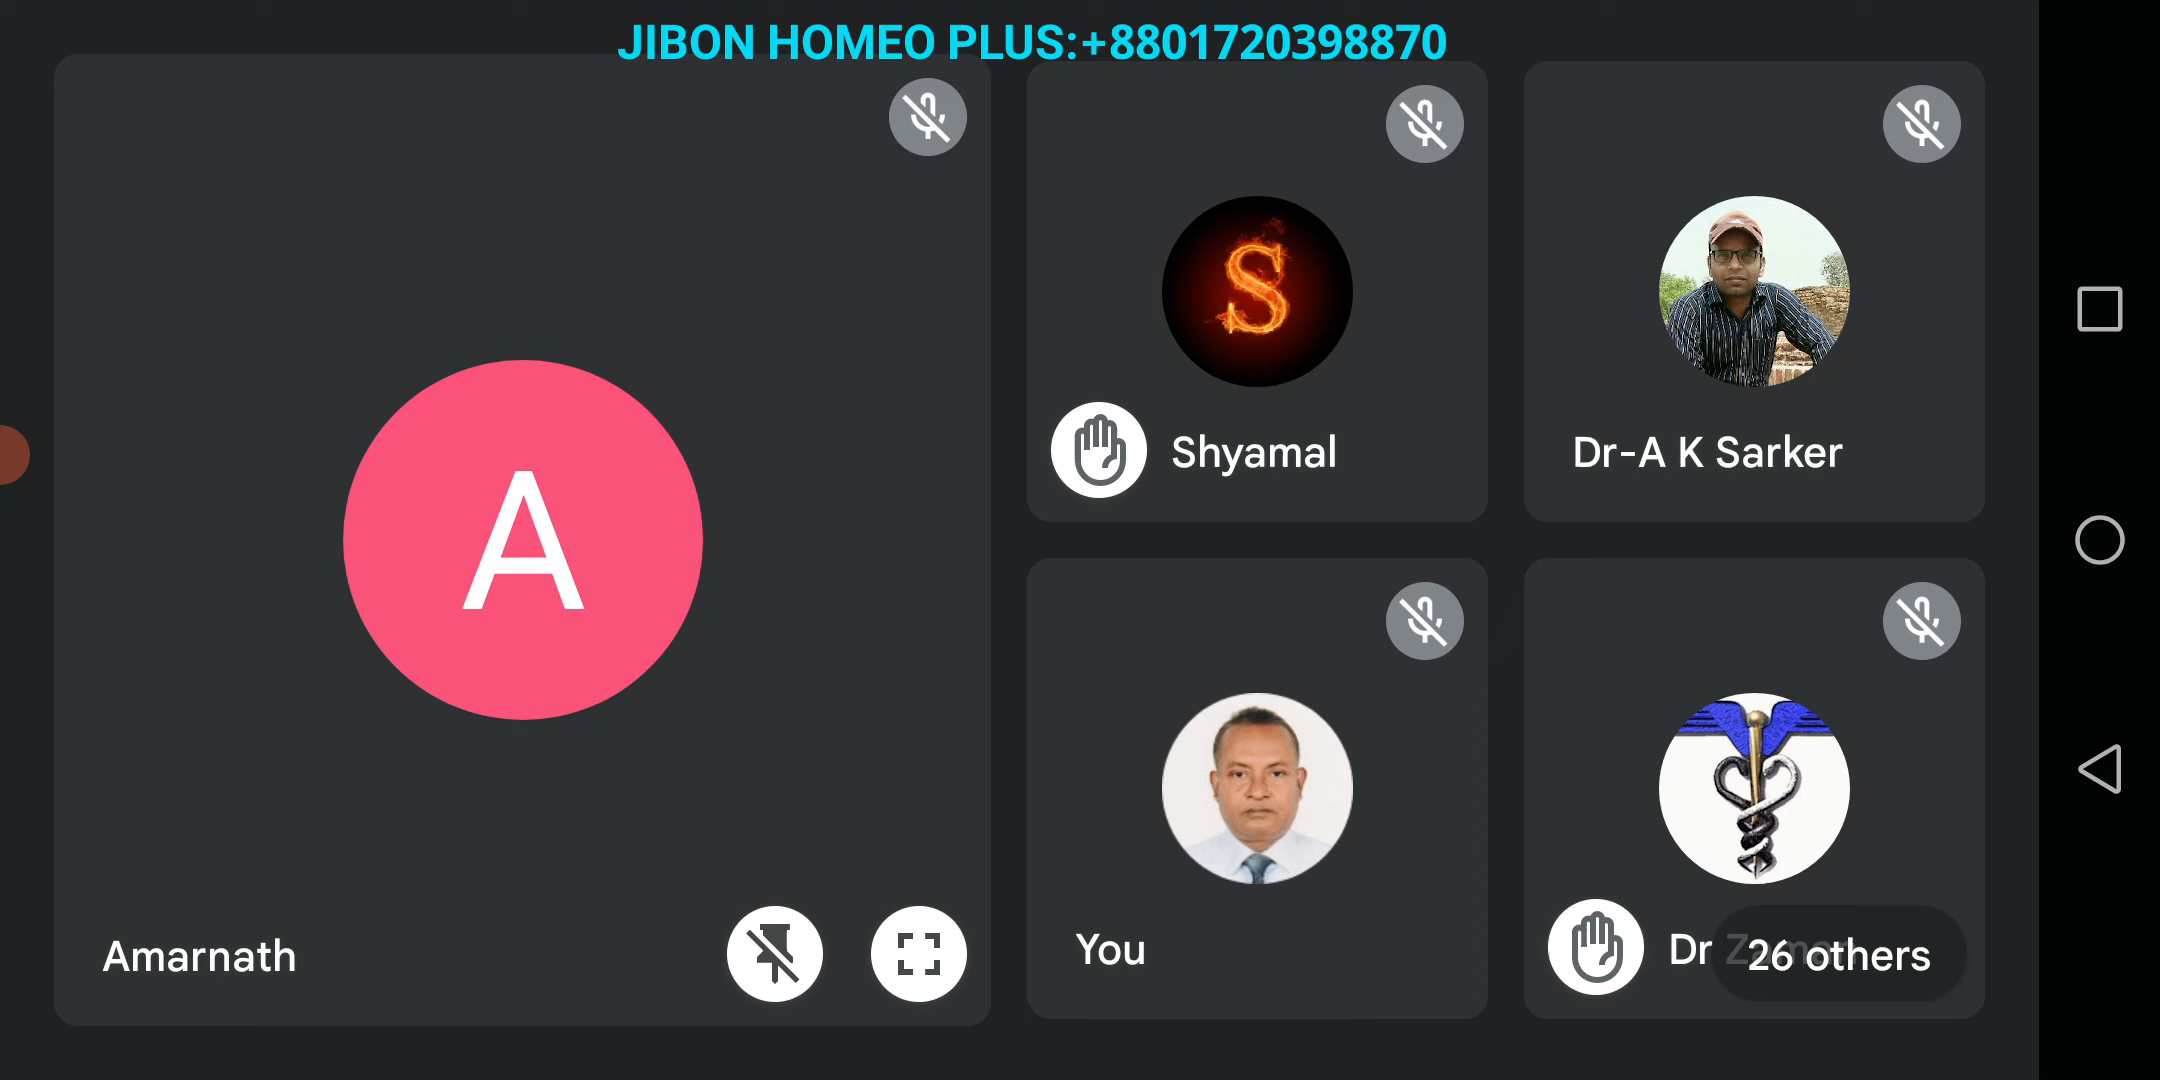 JIBON HOMEO PLUS:+8801720398870
A
Amarnath
S
Shyamal
Dr-A K Sarker
You
Dr
26 others